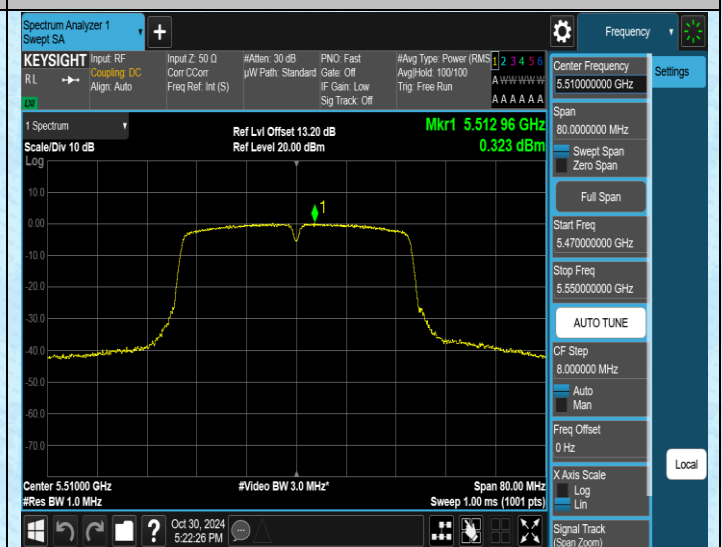 Spectrum Analyzer 1
Swept SA
Frequency
KEYSIGHT
RL
LXI
Input: RF
Coupling: DC
Align: Auto
Input Z: 50 Ω
Corr CCorr
Freq Ref: Int (S)
#Atten: 30 dB
µW Path: Standard
PNO: Fast
Gate: Off
IF Gain: Low
Sig Track: Off
#Avg Type: Power (RMS
Avg|Hold: 100/100
Trig: Free Run
1 2 3 4 5 6
A W W W W W
A A A A A A
Center Frequency
5.510000000 GHz
Settings
1 Spectrum
Scale/Div 10 dB
Ref Lvl Offset 13.20 dB
Ref Level 20.00 dBm
Mkr1 5.512 96 GHz
0.323 dBm
Span
80.0000000 MHz
Swept Span
Zero Span
Full Span
Start Freq
5.470000000 GHz
Stop Freq
5.550000000 GHz
AUTO TUNE
CF Step
8.000000 MHz
Auto
Man
Freq Offset
0 Hz
X Axis Scale
Log
Lin
Signal Track
(Span Zoom)
Local
Log
10.0
0.00
-10.0
-20.0
-30.0
-40.0
-50.0
-60.0
-70.0
1
Center 5.51000 GHz
#Res BW 1.0 MHz
#Video BW 3.0 MHz*
Span 80.00 MHz
Sweep 1.00 ms (1001 pts)
Oct 30, 2024
5:22:26 PM